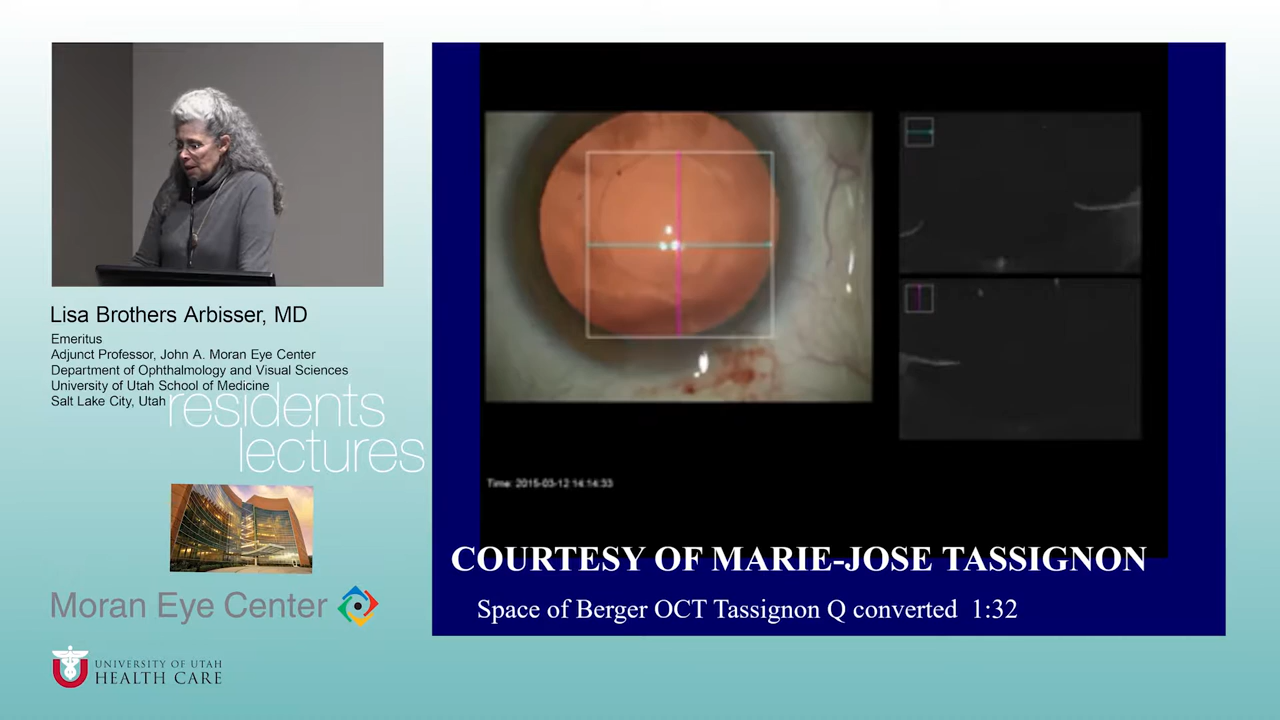 Lisa Brothers Arbisser, MD
Emeritus
Adjunct Professor, John A. Moran Eye Center
Department of Ophthalmology and Visual Sciences
University of Utah School of Medicine
Salt Lake City, Utah
residents
lectures
Moran Eye Center
UNIVERSITY OF UTAH
HEALTH CARE
Time: 2015-03-12 14:14:33
COURTESY OF MARIE-JOSE TASSIGNON
Space of Berger OCT Tassignon Q converted 1:32